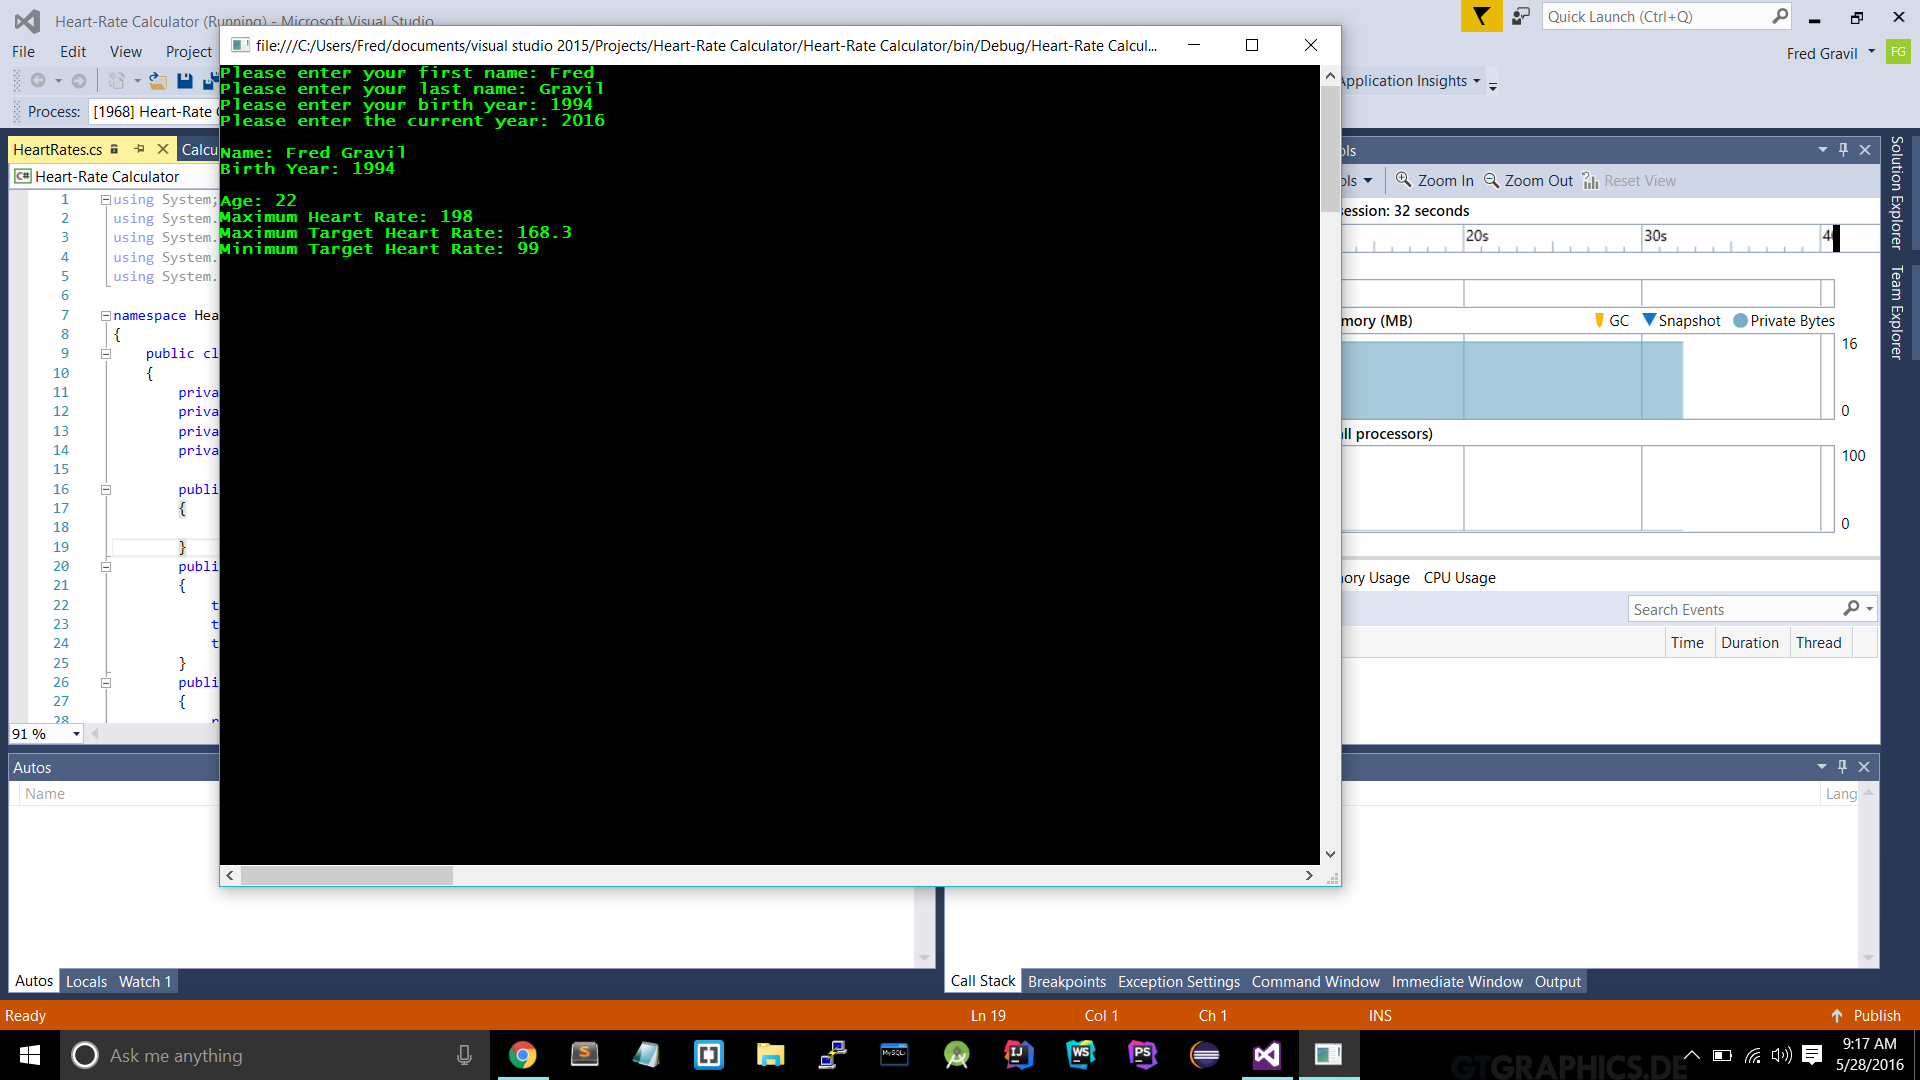 Heart-Rate Calculator (Running) - Microsoft Visual Studio
Quick Launch (Ctrl+Q)
File Edit View Project
Fred Gravil FG
file:///C:/Users/Fred/documents/visual studio 2015/Projects/Heart-Rate Calculator/Heart-Rate Calculator/bin/Debug/Heart-Rate Calcul...
Application Insights
Process: [1968] Heart-Rate
Please enter your first name: Fred
Please enter your last name: Gravil
Please enter your birth year: 1994
Please enter the current year: 2016
Name: Fred Gravil
Birth Year: 1994
Age: 22
Maximum Heart Rate: 198
Maximum Target Heart Rate: 168.3
Minimum Target Heart Rate: 99
HeartRates.cs Calcu
Heart-Rate Calculator
1 using System;
2 using System.
3 using System.
4 using System.
5 using System.
6
7 namespace Hea
8 {
9 public cl
10 {
11 priva
12 priva
13 priva
14 priva
15
16 publi
17 {
18
19 }
20 publi
21 {
22 t
23 t
24 t
25 }
26 publi
27 {
28 r
91 %
ols
ols Zoom In Zoom Out Reset View
session: 32 seconds
20s 30s 40
mory (MB) GC Snapshot Private Bytes
16
0
ll processors)
100
0
ory Usage CPU Usage
Search Events
Time Duration Thread
Solution Explorer
Team Explorer
Autos
Name
Lang
Autos Locals Watch 1
Call Stack Breakpoints Exception Settings Command Window Immediate Window Output
Ready Ln 19 Col 1 Ch 1 INS Publish
Ask me anything
MySQL
IJ
WS
PS
GTGRAPHICS.DE
9:17 AM
5/28/2016